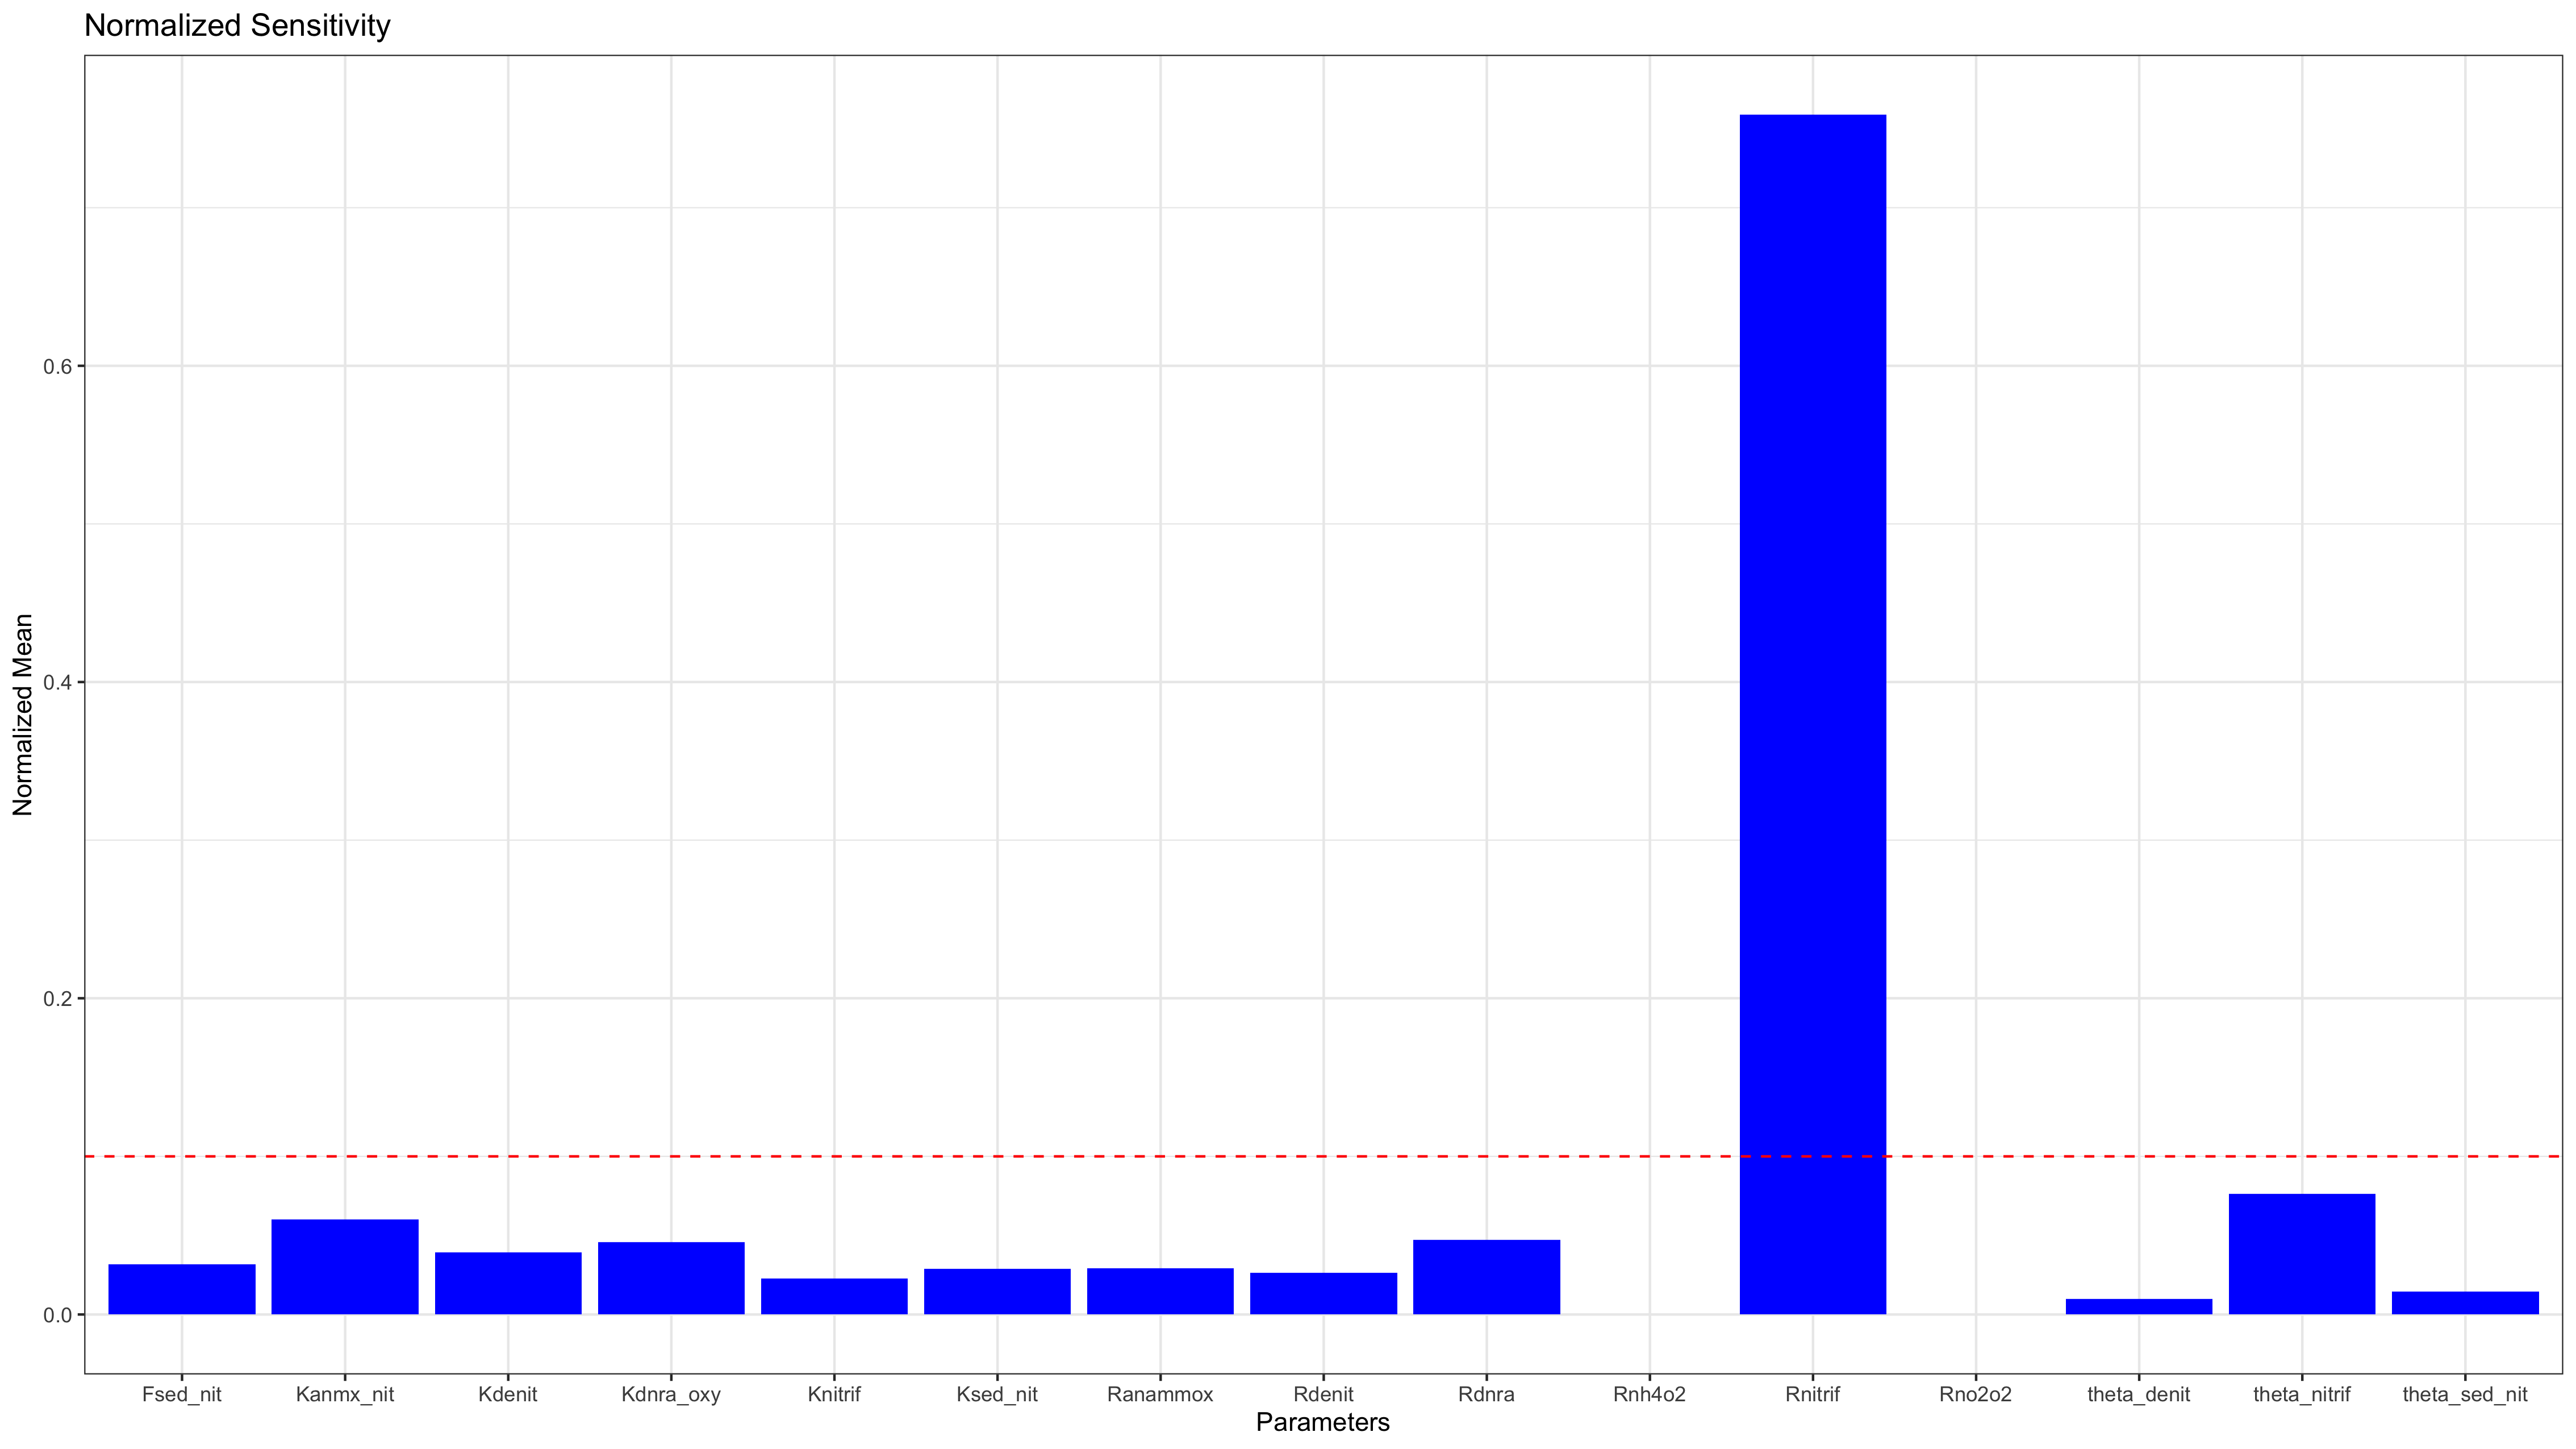 Normalized Sensitivity
Normalized Mean
0.6
0.4
0.2
0.0
Fsed_nit Kanmx_nit Kdenit Kdnra_oxy Knitrif Ksed_nit Ranammox Rdenit Rdnra Rnh4o2 Rnitrif Rno2o2 theta_denit theta_nitrif theta_sed_nit
Parameters